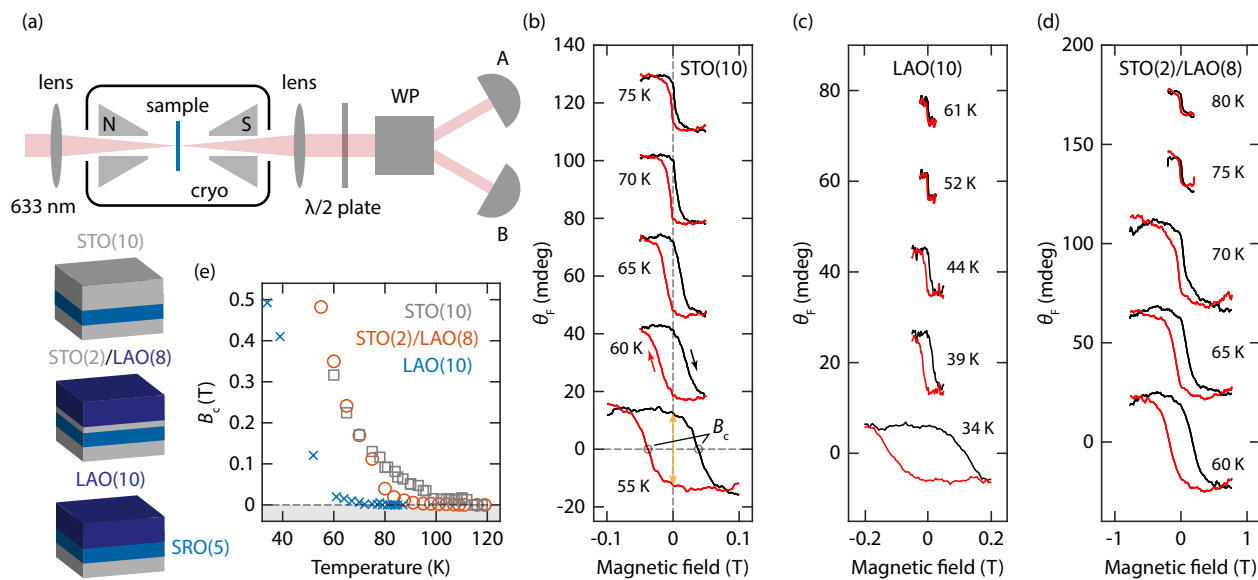 (a)
lens
sample
N
S
cryo
633 nm
lens
λ/2 plate
WP
A
B
STO(10)
STO(2)/LAO(8)
LAO(10)
SRO(5)
(e)
0.5
0.4
0.3
0.2
0.1
0
B_c (T)
STO(10)
STO(2)/LAO(8)
LAO(10)
40
60
80
100
120
Temperature (K)
(b)
140
120
100
80
60
40
20
0
-20
θ_F (mdeg)
STO(10)
75 K
70 K
65 K
60 K
B_c
55 K
-0.1
0
0.1
Magnetic field (T)
(c)
80
60
40
20
0
θ_F (mdeg)
LAO(10)
61 K
52 K
44 K
39 K
34 K
-0.2
0
0.2
Magnetic field (T)
(d)
200
100
0
θ_F (mdeg)
STO(2)/LAO(8)
80 K
75 K
70 K
65 K
60 K
-1
0
1
Magnetic field (T)